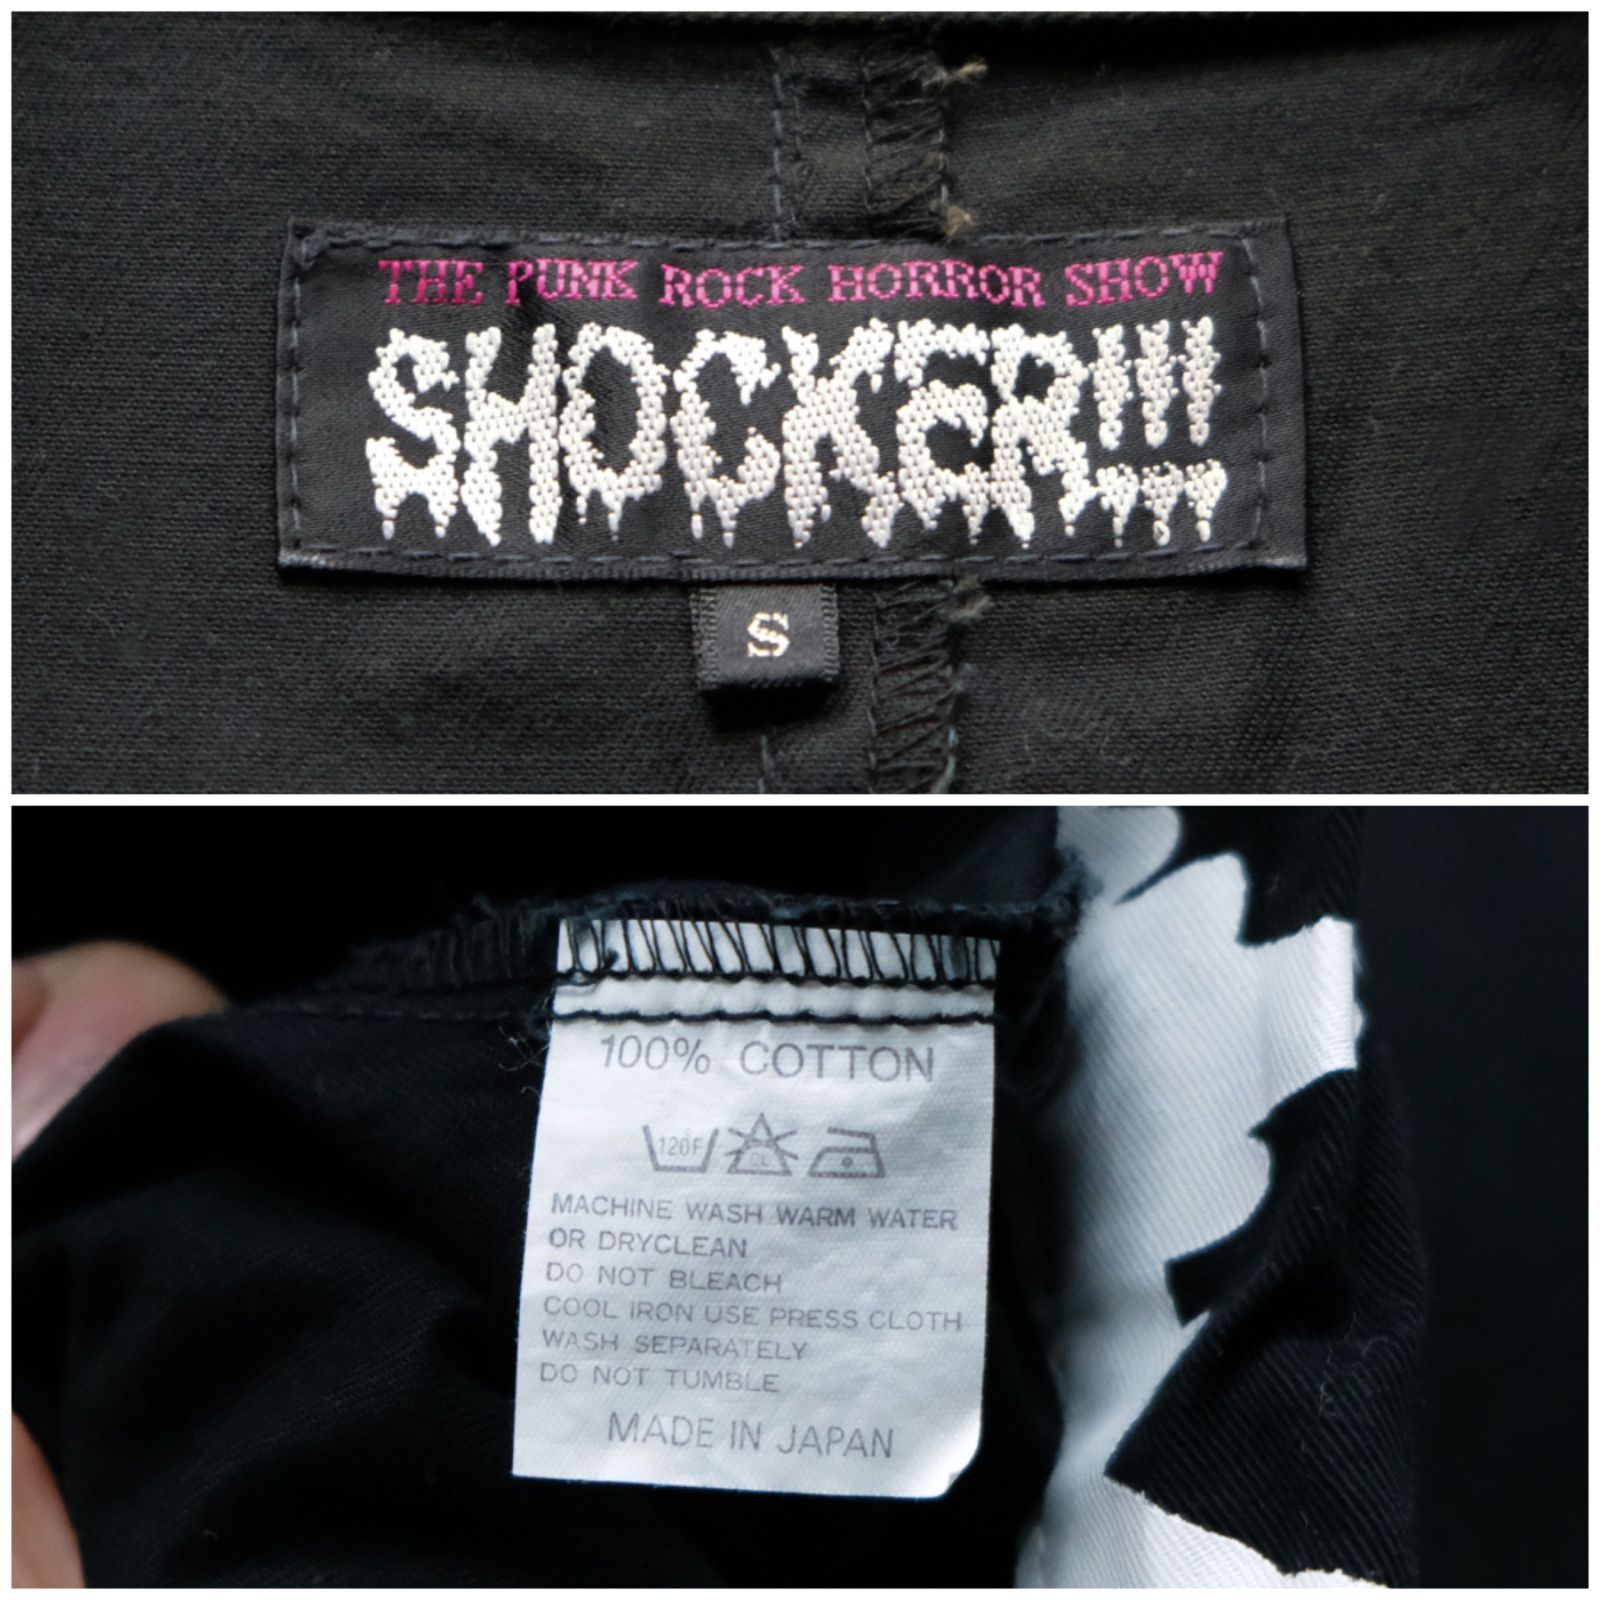 THE PUNK ROCK HORROR SHOW
SHOCKER!!!
S
100% COTTON
120°F
CL
MACHINE WASH WARM WATER
OR DRYCLEAN
DO NOT BLEACH
COOL IRON USE PRESS CLOTH
WASH SEPARATELY
DO NOT TUMBLE
MADE IN JAPAN